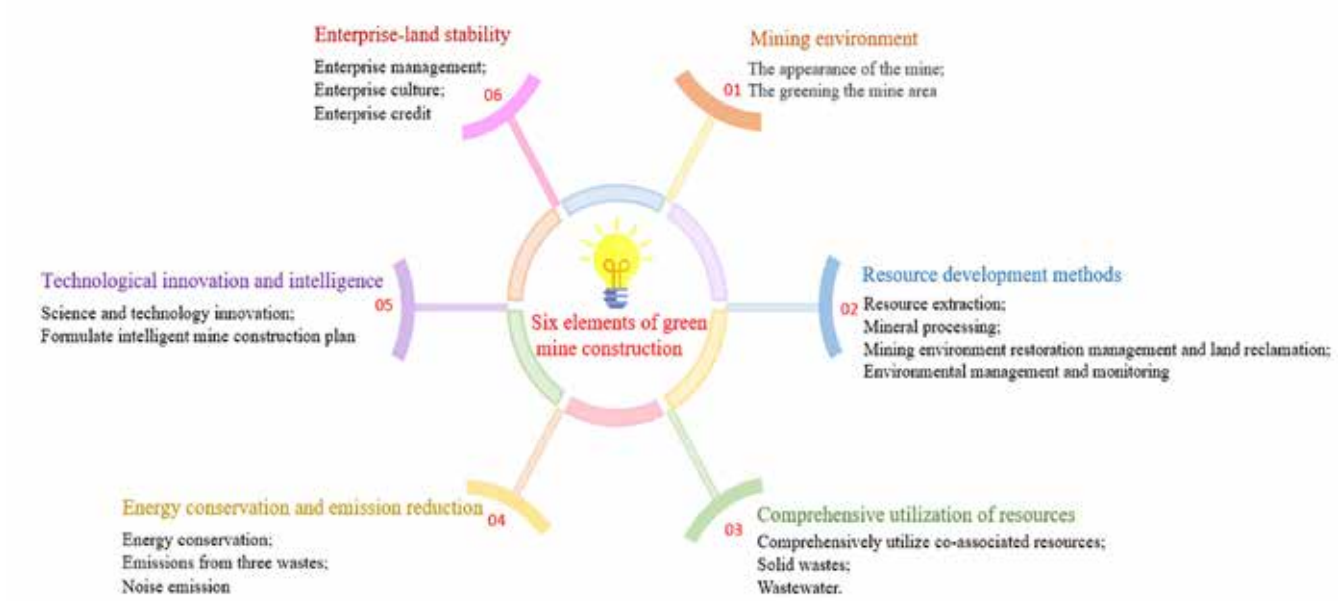 Six elements of green
mine construction
01
Mining environment
The appearance of the mine;
The greening the mine area
02
Resource development methods
Resource extraction;
Mineral processing;
Mining environment restoration management and land reclamation;
Environmental management and monitoring
03
Comprehensive utilization of resources
Comprehensively utilize co-associated resources;
Solid wastes;
Wastewater.
04
Energy conservation and emission reduction
Energy conservation;
Emissions from three wastes;
Noise emission
05
Technological innovation and intelligence
Science and technology innovation;
Formulate intelligent mine construction plan
06
Enterprise-land stability
Enterprise management;
Enterprise culture;
Enterprise credit